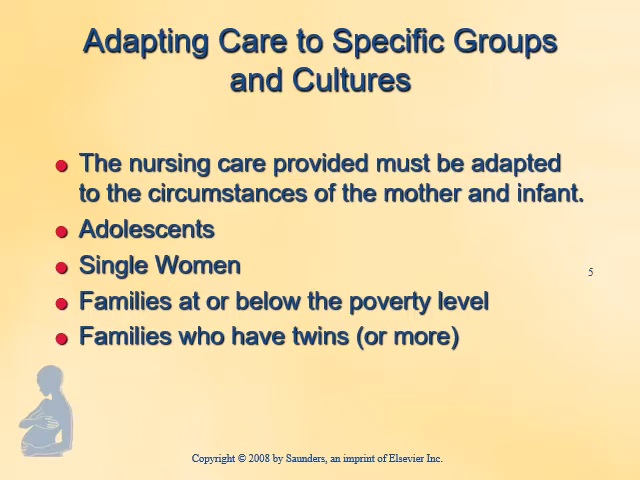 Adapting Care to Specific Groups
and Cultures
The nursing care provided must be adapted
to the circumstances of the mother and infant.
Adolescents
Single Women
5
Families at or below the poverty level
Families who have twins (or more)
Copyright © 2008 by Saunders, an imprint of Elsevier Inc.